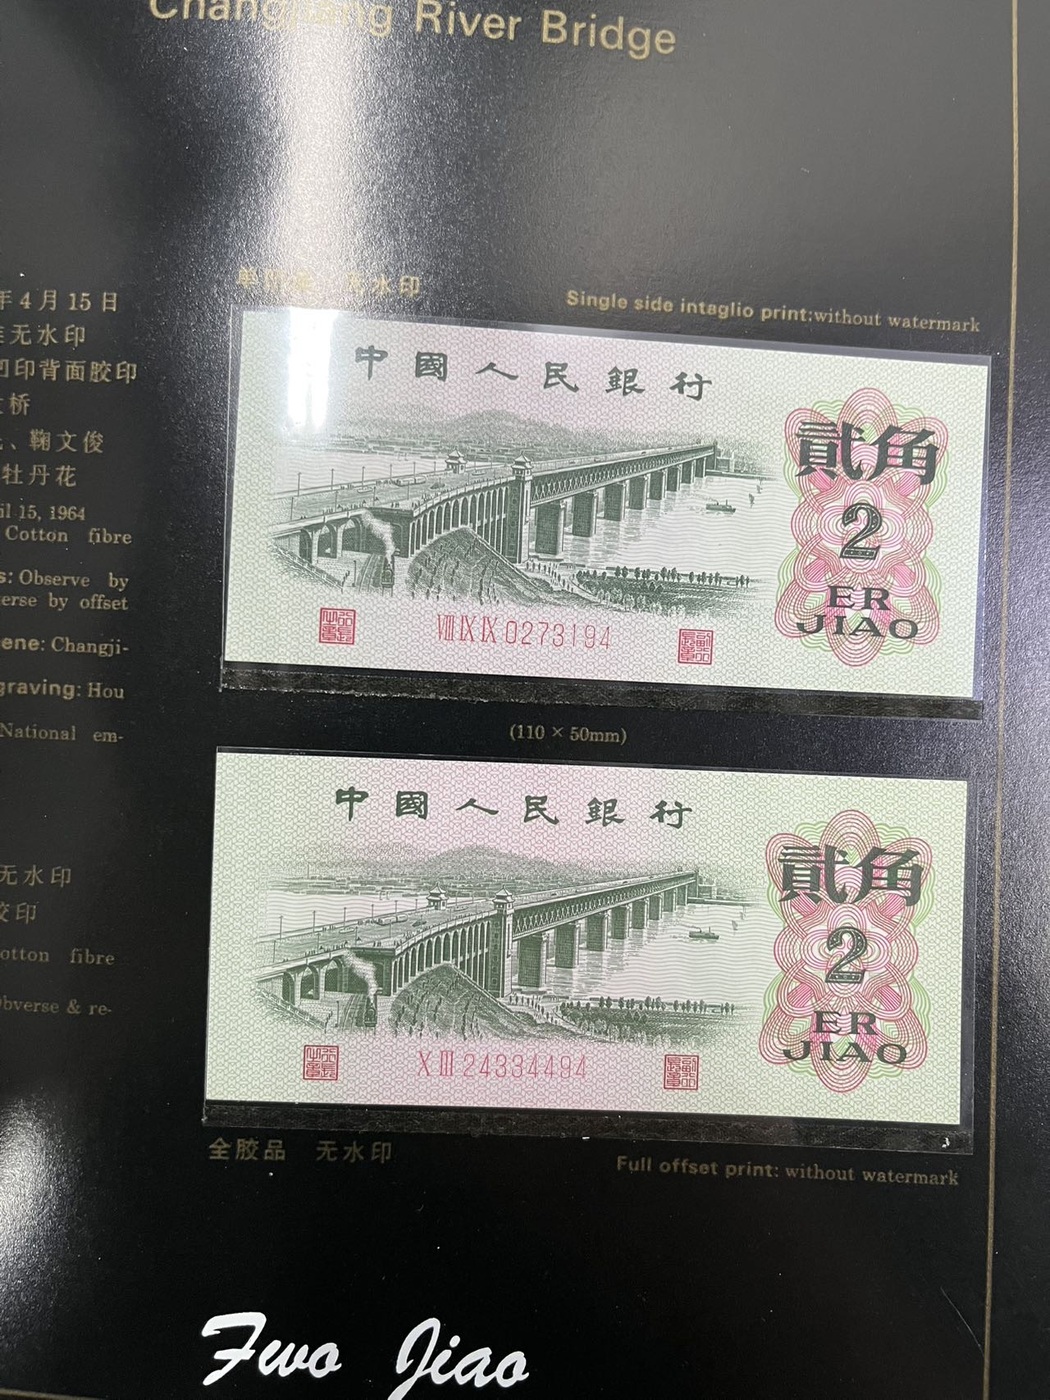 River Bridge
年4月15日
无水印
印背面胶印
桥
、鞠文俊
牡丹花
15, 1964
Cotton fibre
Observe by
erse by offset
ene: Changji-
graving: Hou
National em-
水印
Single side intaglio print:without watermark
中國人民銀行
貳角
2
ER
JIAO
VIII IX IX 0273194
(110 × 50mm)
中國人民銀行
貳角
2
ER
JIAO
X III 24334494
无水印
胶印
otton fibre
Obverse & re-
全胶品 无水印
Full offset print: without watermark
Two Jiao